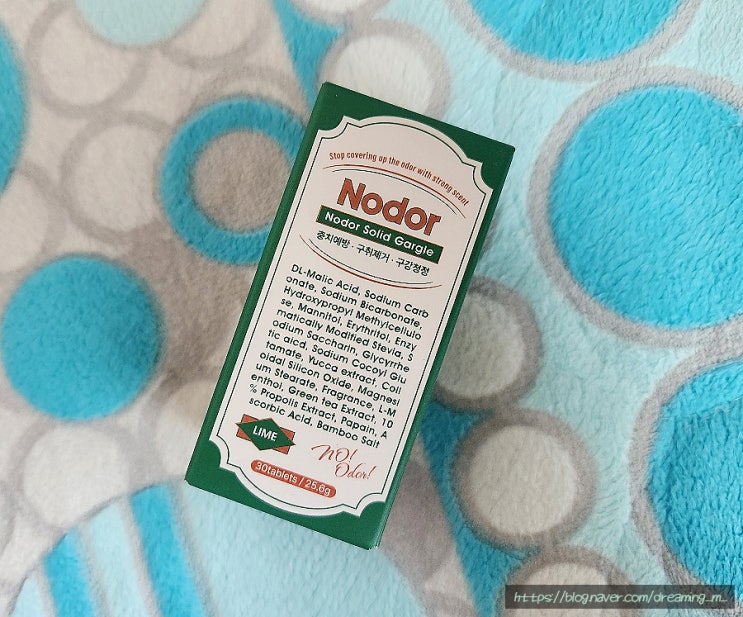 Stop covering up the odor with strong scent
Nodor
Nodor Solid Gargle
충치예방 · 구취제거 · 구강청정
DL-Malic Acid, Sodium Carb
onate, Sodium Bicarbonate,
Hydroxypropyl Methylcellulo
se, Mannitol, Erythritol, Enzy
matically Modified Stevia, S
odium Saccharin, Glycyrrhe
tic aicd, Sodium Cocoyl Glu
tamate, Yucca extract, Coll
oidal Silicon Oxide, Magnesi
um Stearate, Fragrance, L-M
enthol, Green tea Extract, 10
% Propolis Extract, Papain, A
scorbic Acid, Bamboo Salt
LIME
NO!
Odor!
30tablets / 25.6g
https://blog.naver.com/dreaming_m_